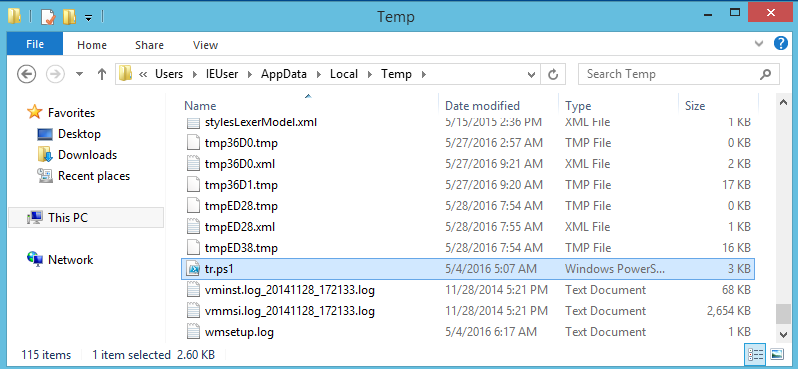 Temp
File Home Share View
« Users IEUser AppData Local Temp Search Temp
Name Date modified Type Size
Favorites
Desktop
Downloads
Recent places
This PC
Network
stylesLexerModel.xml 5/15/2015 2:36 PM XML File 1 KB
tmp36D0.tmp 5/27/2016 2:57 AM TMP File 0 KB
tmp36D0.xml 5/27/2016 9:21 AM XML File 2 KB
tmp36D1.tmp 5/27/2016 9:20 AM TMP File 17 KB
tmpED28.tmp 5/28/2016 7:54 AM TMP File 0 KB
tmpED28.xml 5/28/2016 7:55 AM XML File 1 KB
tmpED38.tmp 5/28/2016 7:54 AM TMP File 16 KB
tr.ps1 5/4/2016 5:07 AM Windows PowerS... 3 KB
vminst.log_20141128_172133.log 11/28/2014 5:21 PM Text Document 68 KB
vmmsi.log_20141128_172133.log 11/28/2014 5:21 PM Text Document 2,654 KB
wmsetup.log 5/4/2016 6:17 AM Text Document 1 KB
115 items 1 item selected 2.60 KB